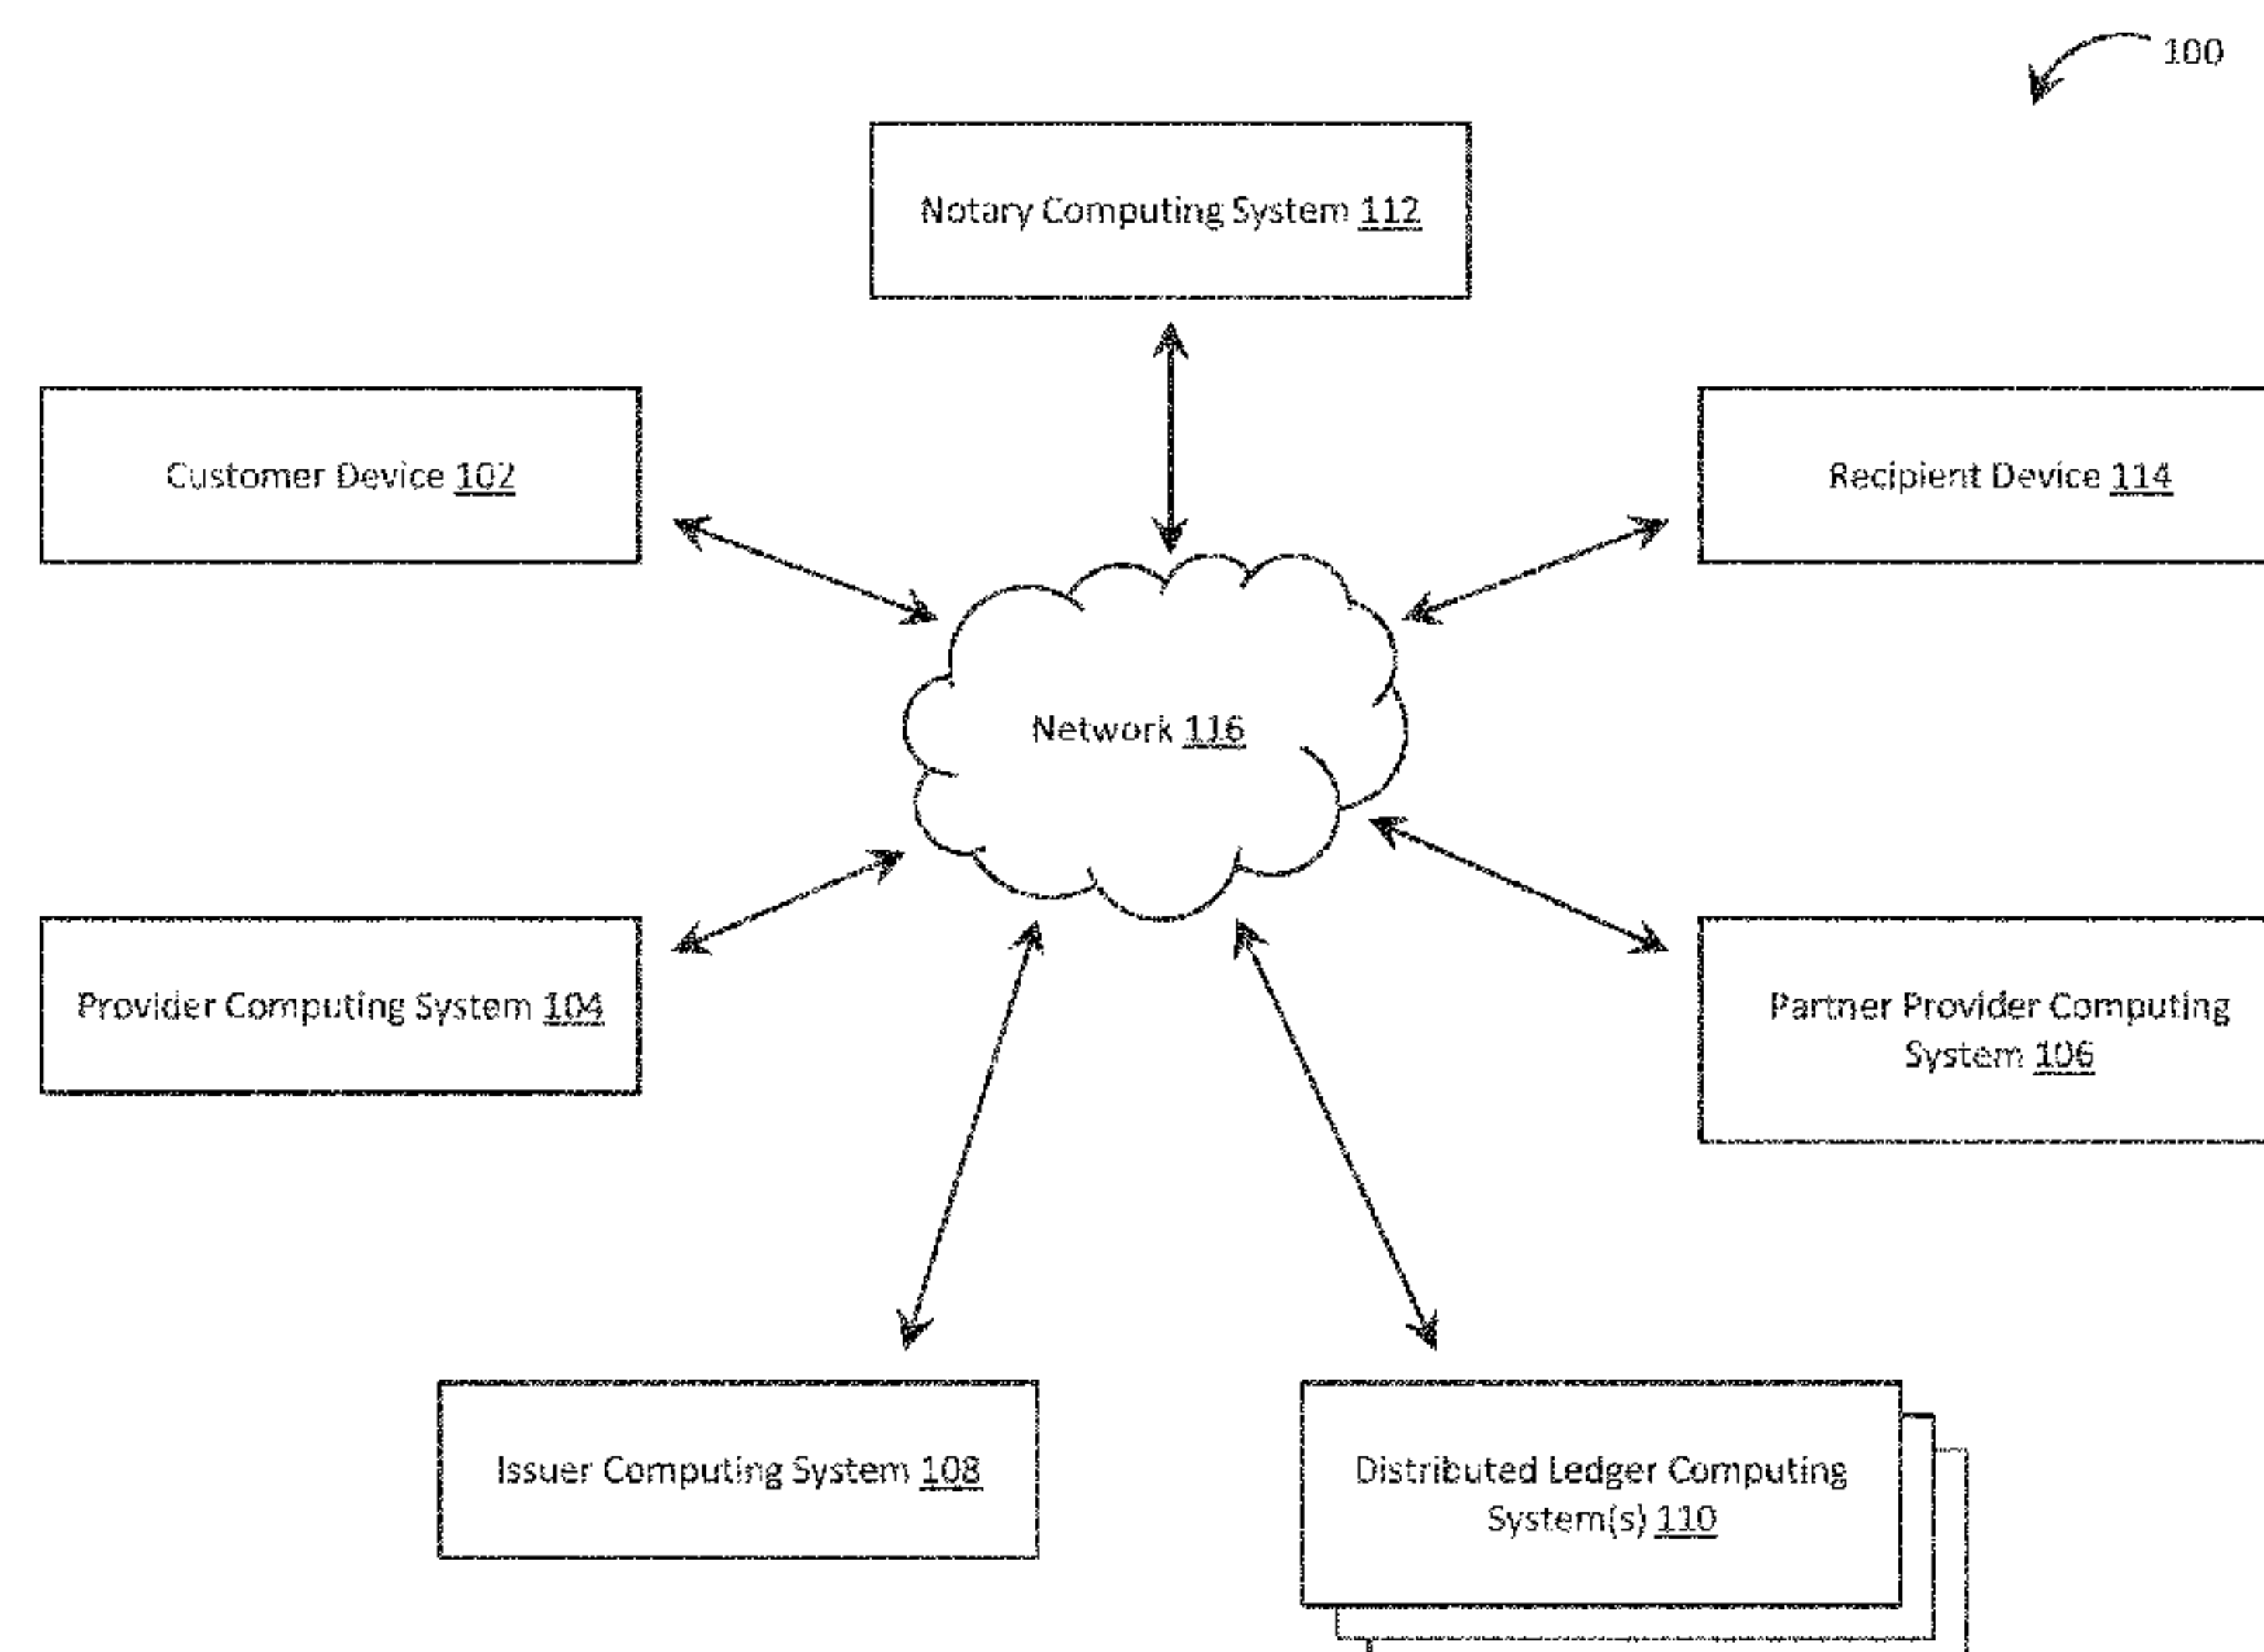 100
Notary Computing System 112
Customer Device 102
Recipient Device 114
Network 116
Provider Computing System 104
Partner Provider Computing
System 106
Issuer Computing System 108
Distributed Ledger Computing
System(s) 110